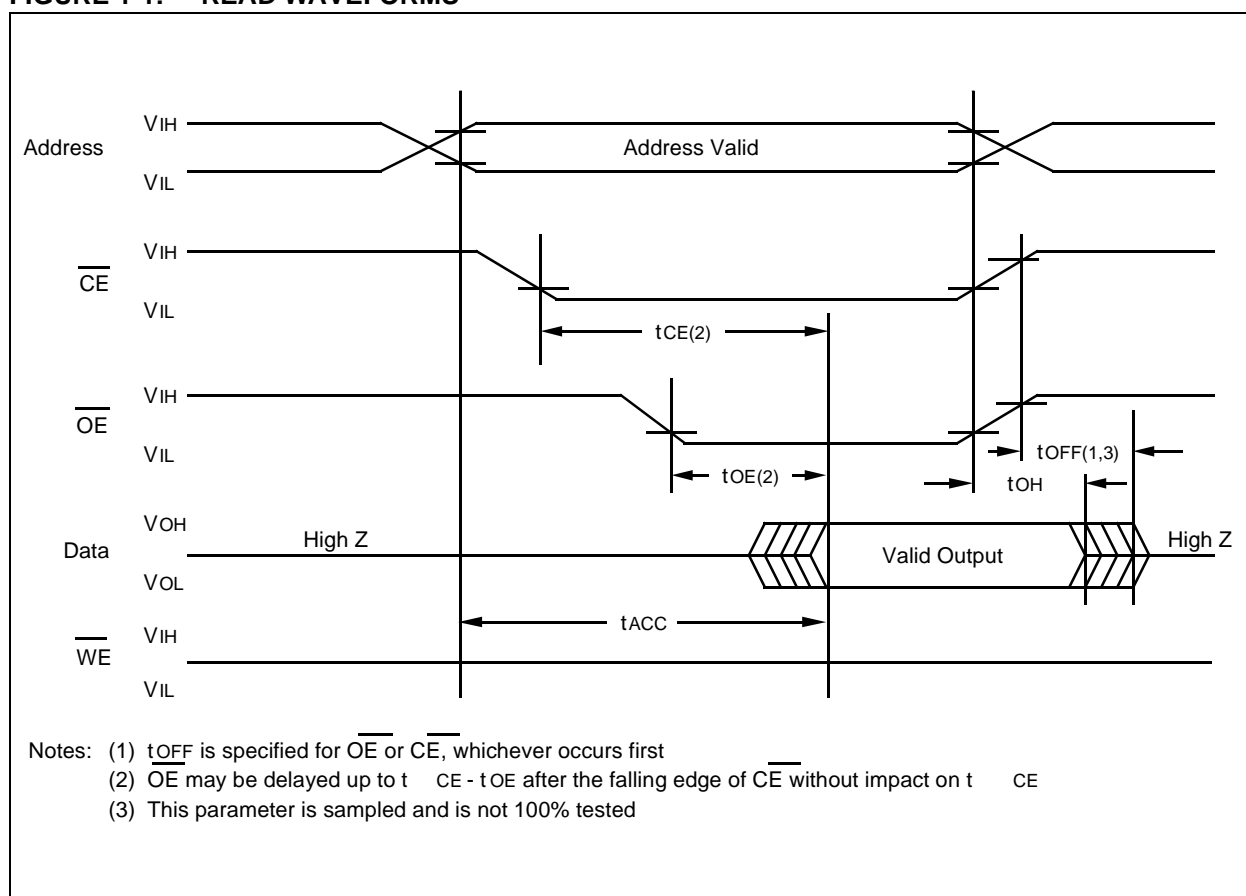 Address
VIH
VIL
Address Valid
CE
VIH
VIL
tCE(2)
OE
VIH
VIL
tOE(2)
tOFF(1,3)
tOH
Data
VOH
VOL
High Z
Valid Output
High Z
tACC
WE
VIH
VIL
Notes: (1) tOFF is specified for OE or CE, whichever occurs first
(2) OE may be delayed up to t CE - tOE after the falling edge of CE without impact on t CE
(3) This parameter is sampled and is not 100% tested